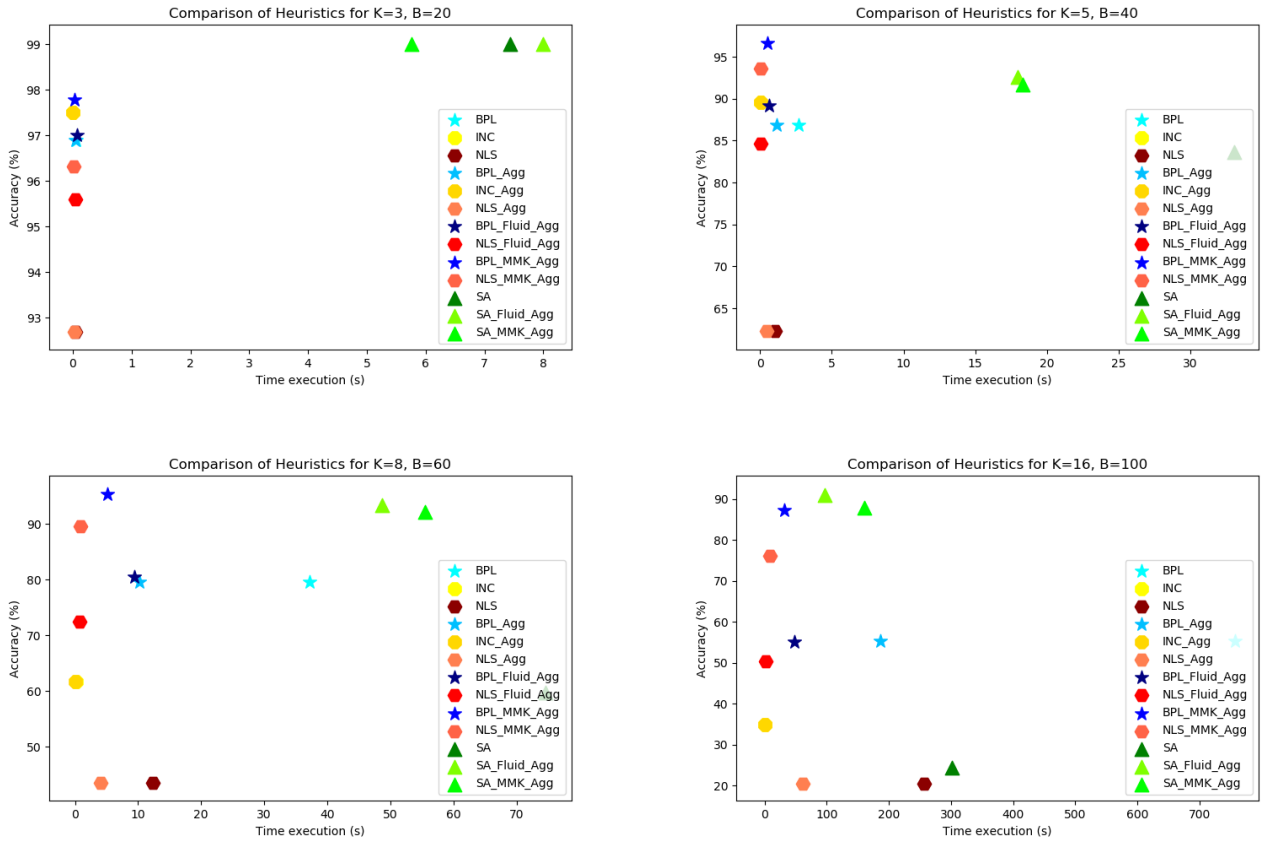 Comparison of Heuristics for K=3, B=20
Accuracy (%)
99
98
97
96
95
94
93
0 1 2 3 4 5 6 7 8
Time execution (s)
BPL
INC
NLS
BPL_Agg
INC_Agg
NLS_Agg
BPL_Fluid_Agg
NLS_Fluid_Agg
BPL_MMK_Agg
NLS_MMK_Agg
SA
SA_Fluid_Agg
SA_MMK_Agg
Comparison of Heuristics for K=5, B=40
Accuracy (%)
95
90
85
80
75
70
65
0 5 10 15 20 25 30
Time execution (s)
BPL
INC
NLS
BPL_Agg
INC_Agg
NLS_Agg
BPL_Fluid_Agg
NLS_Fluid_Agg
BPL_MMK_Agg
NLS_MMK_Agg
SA
SA_Fluid_Agg
SA_MMK_Agg
Comparison of Heuristics for K=8, B=60
Accuracy (%)
90
80
70
60
50
0 10 20 30 40 50 60 70
Time execution (s)
BPL
INC
NLS
BPL_Agg
INC_Agg
NLS_Agg
BPL_Fluid_Agg
NLS_Fluid_Agg
BPL_MMK_Agg
NLS_MMK_Agg
SA
SA_Fluid_Agg
SA_MMK_Agg
Comparison of Heuristics for K=16, B=100
Accuracy (%)
90
80
70
60
50
40
30
20
0 100 200 300 400 500 600 700
Time execution (s)
BPL
INC
NLS
BPL_Agg
INC_Agg
NLS_Agg
BPL_Fluid_Agg
NLS_Fluid_Agg
BPL_MMK_Agg
NLS_MMK_Agg
SA
SA_Fluid_Agg
SA_MMK_Agg